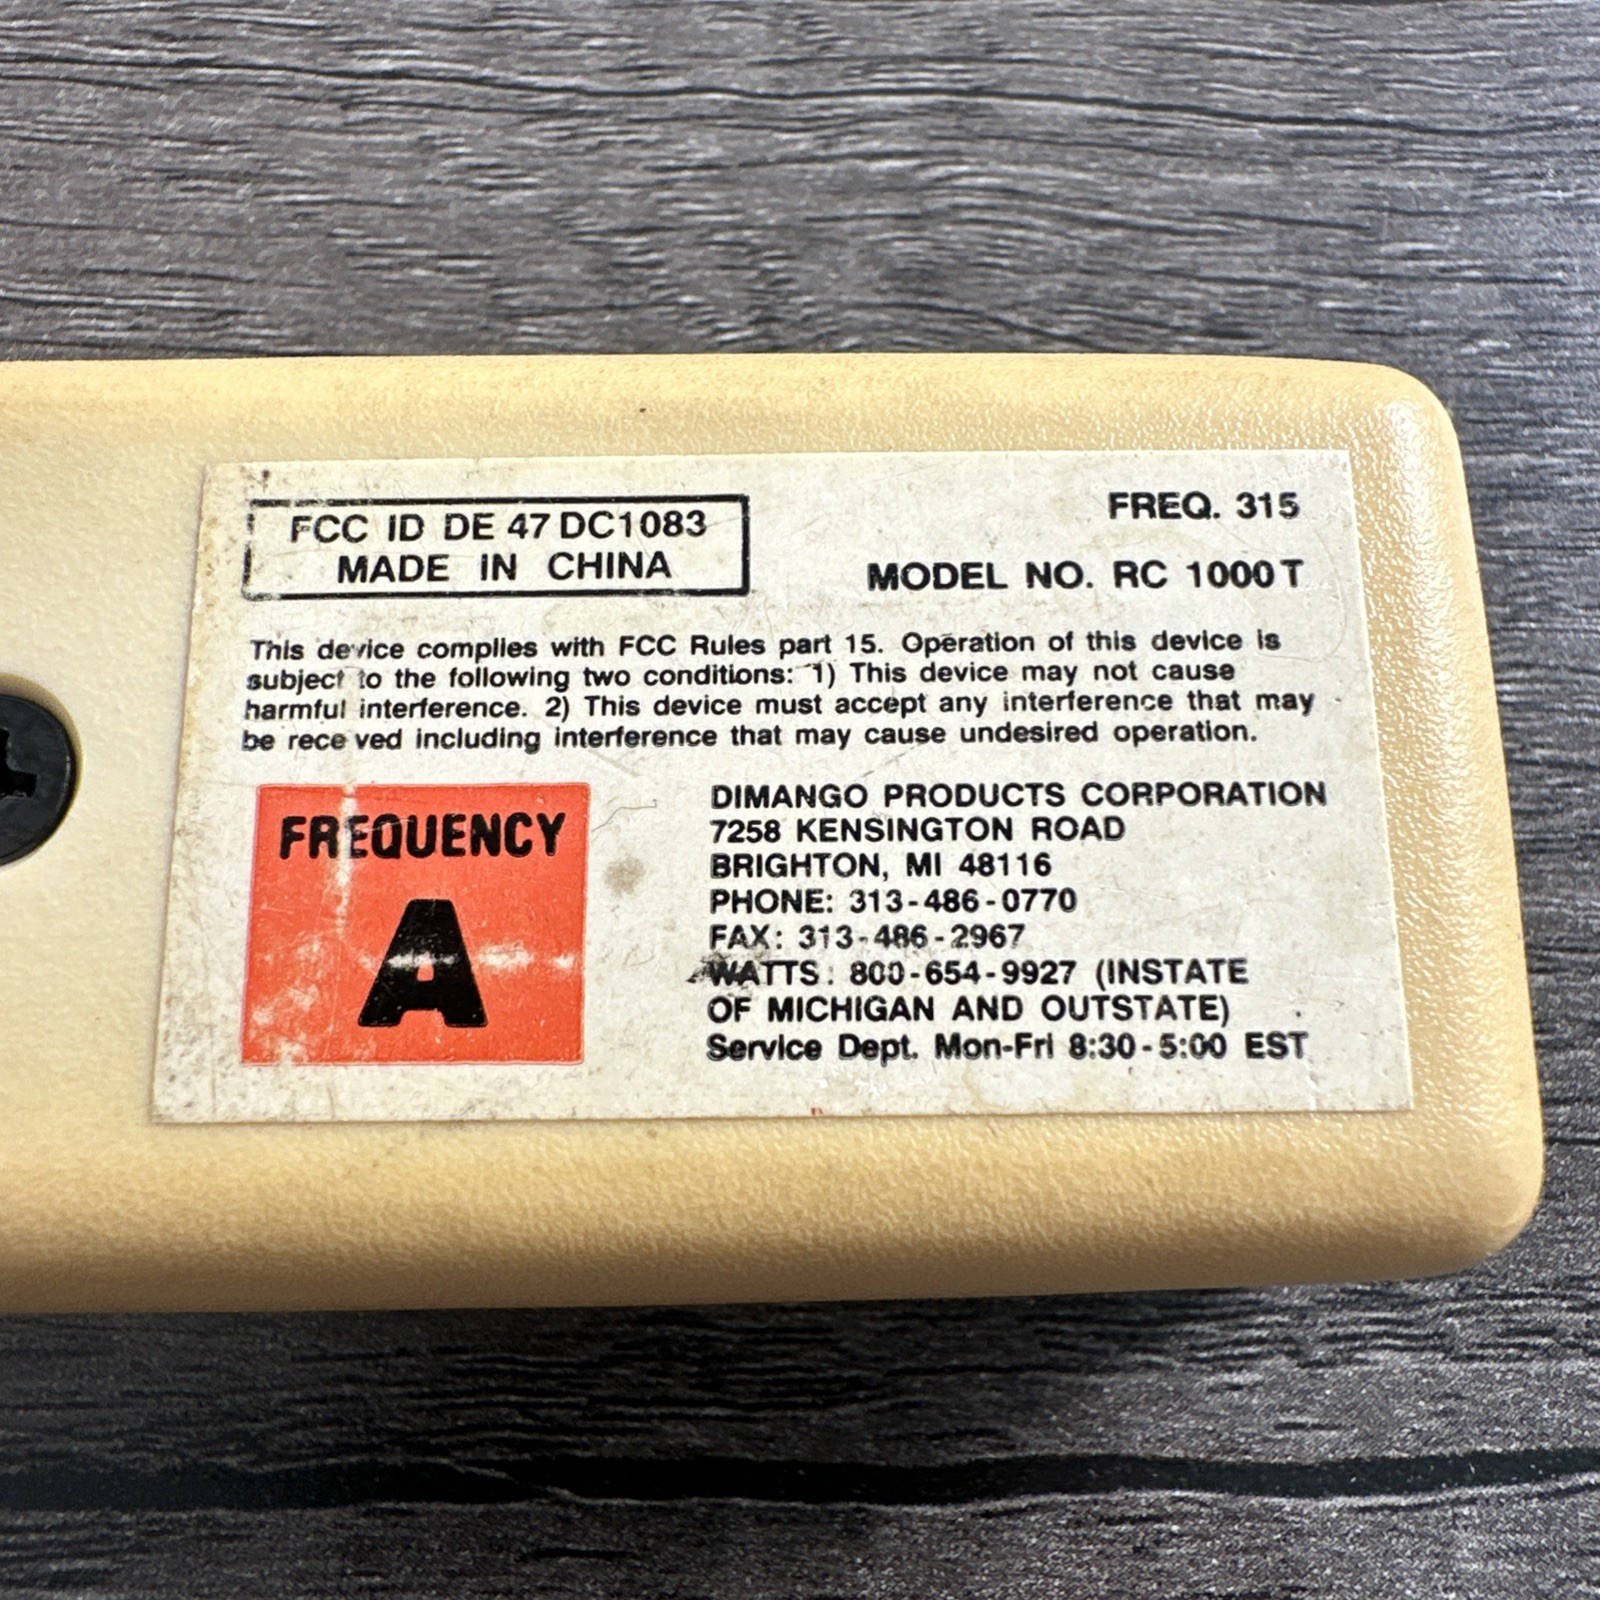 FCC ID DE 47 DC1083
MADE IN CHINA
FREQ. 315
MODEL NO. RC 1000T
This device complies with FCC Rules part 15. Operation of this device is
subject to the following two conditions: 1) This device may not cause
harmful interference. 2) This device must accept any interference that may
be received including interference that may cause undesired operation.
FREQUENCY
A
DIMANGO PRODUCTS CORPORATION
7258 KENSINGTON ROAD
BRIGHTON, MI 48116
PHONE: 313-486-0770
FAX: 313-486-2967
WATTS: 800-654-9927 (INSTATE
OF MICHIGAN AND OUTSTATE)
Service Dept. Mon-Fri 8:30-5:00 EST